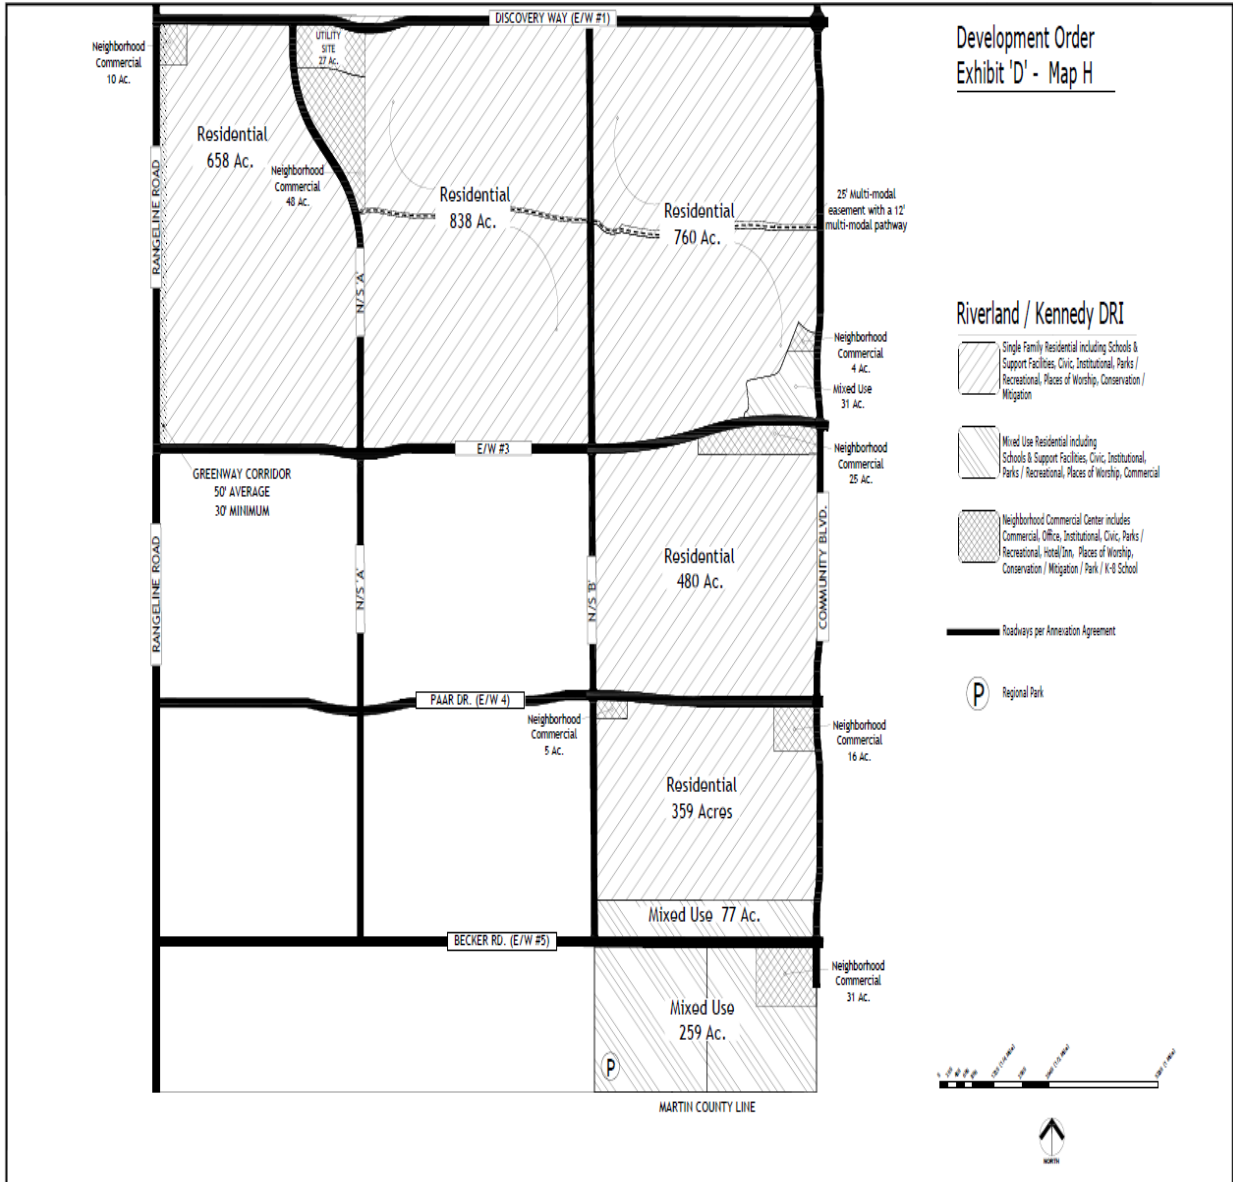 DISCOVERY WAY (E/W #1)
Development Order
Exhibit 'D' - Map H
Neighborhood
Commercial
10 Ac.
UTILITY
SITE
27 Ac.
Residential
658 Ac.
Neighborhood
Commercial
48 Ac.
RANGELINE ROAD
Residential
838 Ac.
Residential
760 Ac.
25' Multi-modal
easement with a 12'
multi-modal pathway
N/S 'A'
Riverland / Kennedy DRI
Neighborhood
Commercial
4 Ac.
Mixed Use
31 Ac.
Single Family Residential including Schools &
Support Facilities, Civic, Institutional, Parks /
Recreational, Places of Worship, Conservation /
Mitigation
E/W #3
Neighborhood
Commercial
25 Ac.
Mixed Use Residential including
Schools & Support Facilities, Civic, Institutional,
Parks / Recreational, Places of Worship, Commercial
GREENWAY CORRIDOR
50' AVERAGE
30' MINIMUM
Neighborhood Commercial Center includes
Commercial, Office, Institutional, Civic, Parks /
Recreational, Hotel/Inn, Places of Worship,
Conservation / Mitigation / Park / K-8 School
RANGELINE ROAD
N/S 'A'
N/S 'B'
Residential
480 Ac.
COMMUNITY BLVD.
Roadways per Annexation Agreement
P
Regional Park
PAAR DR. (E/W 4)
Neighborhood
Commercial
5 Ac.
Neighborhood
Commercial
16 Ac.
Residential
359 Acres
Mixed Use 77 Ac.
BECKER RD. (E/W #5)
Neighborhood
Commercial
31 Ac.
Mixed Use
259 Ac.
P
MARTIN COUNTY LINE
NORTH